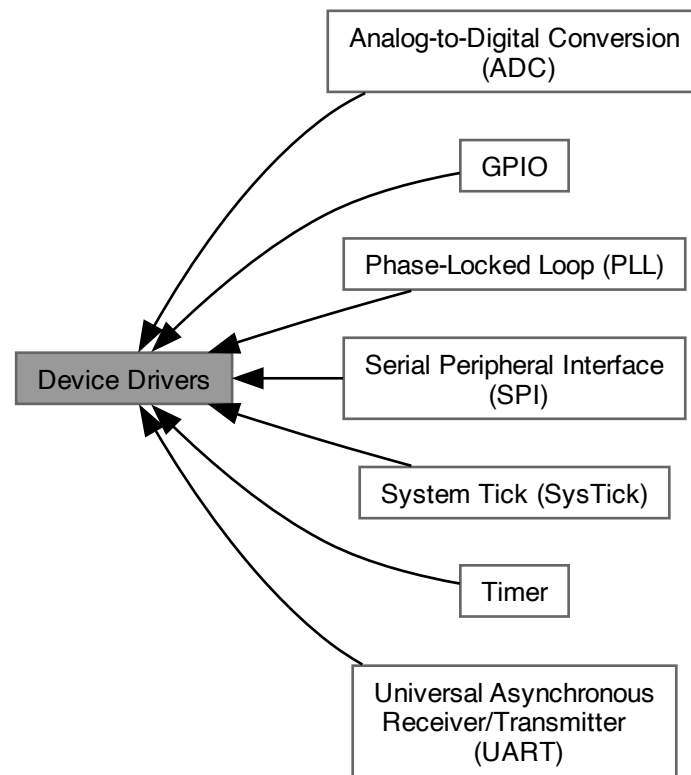 Analog-to-Digital Conversion
(ADC)
GPIO
Phase-Locked Loop (PLL)
Device Drivers
Serial Peripheral Interface
(SPI)
System Tick (SysTick)
Timer
Universal Asynchronous
Receiver/Transmitter
(UART)